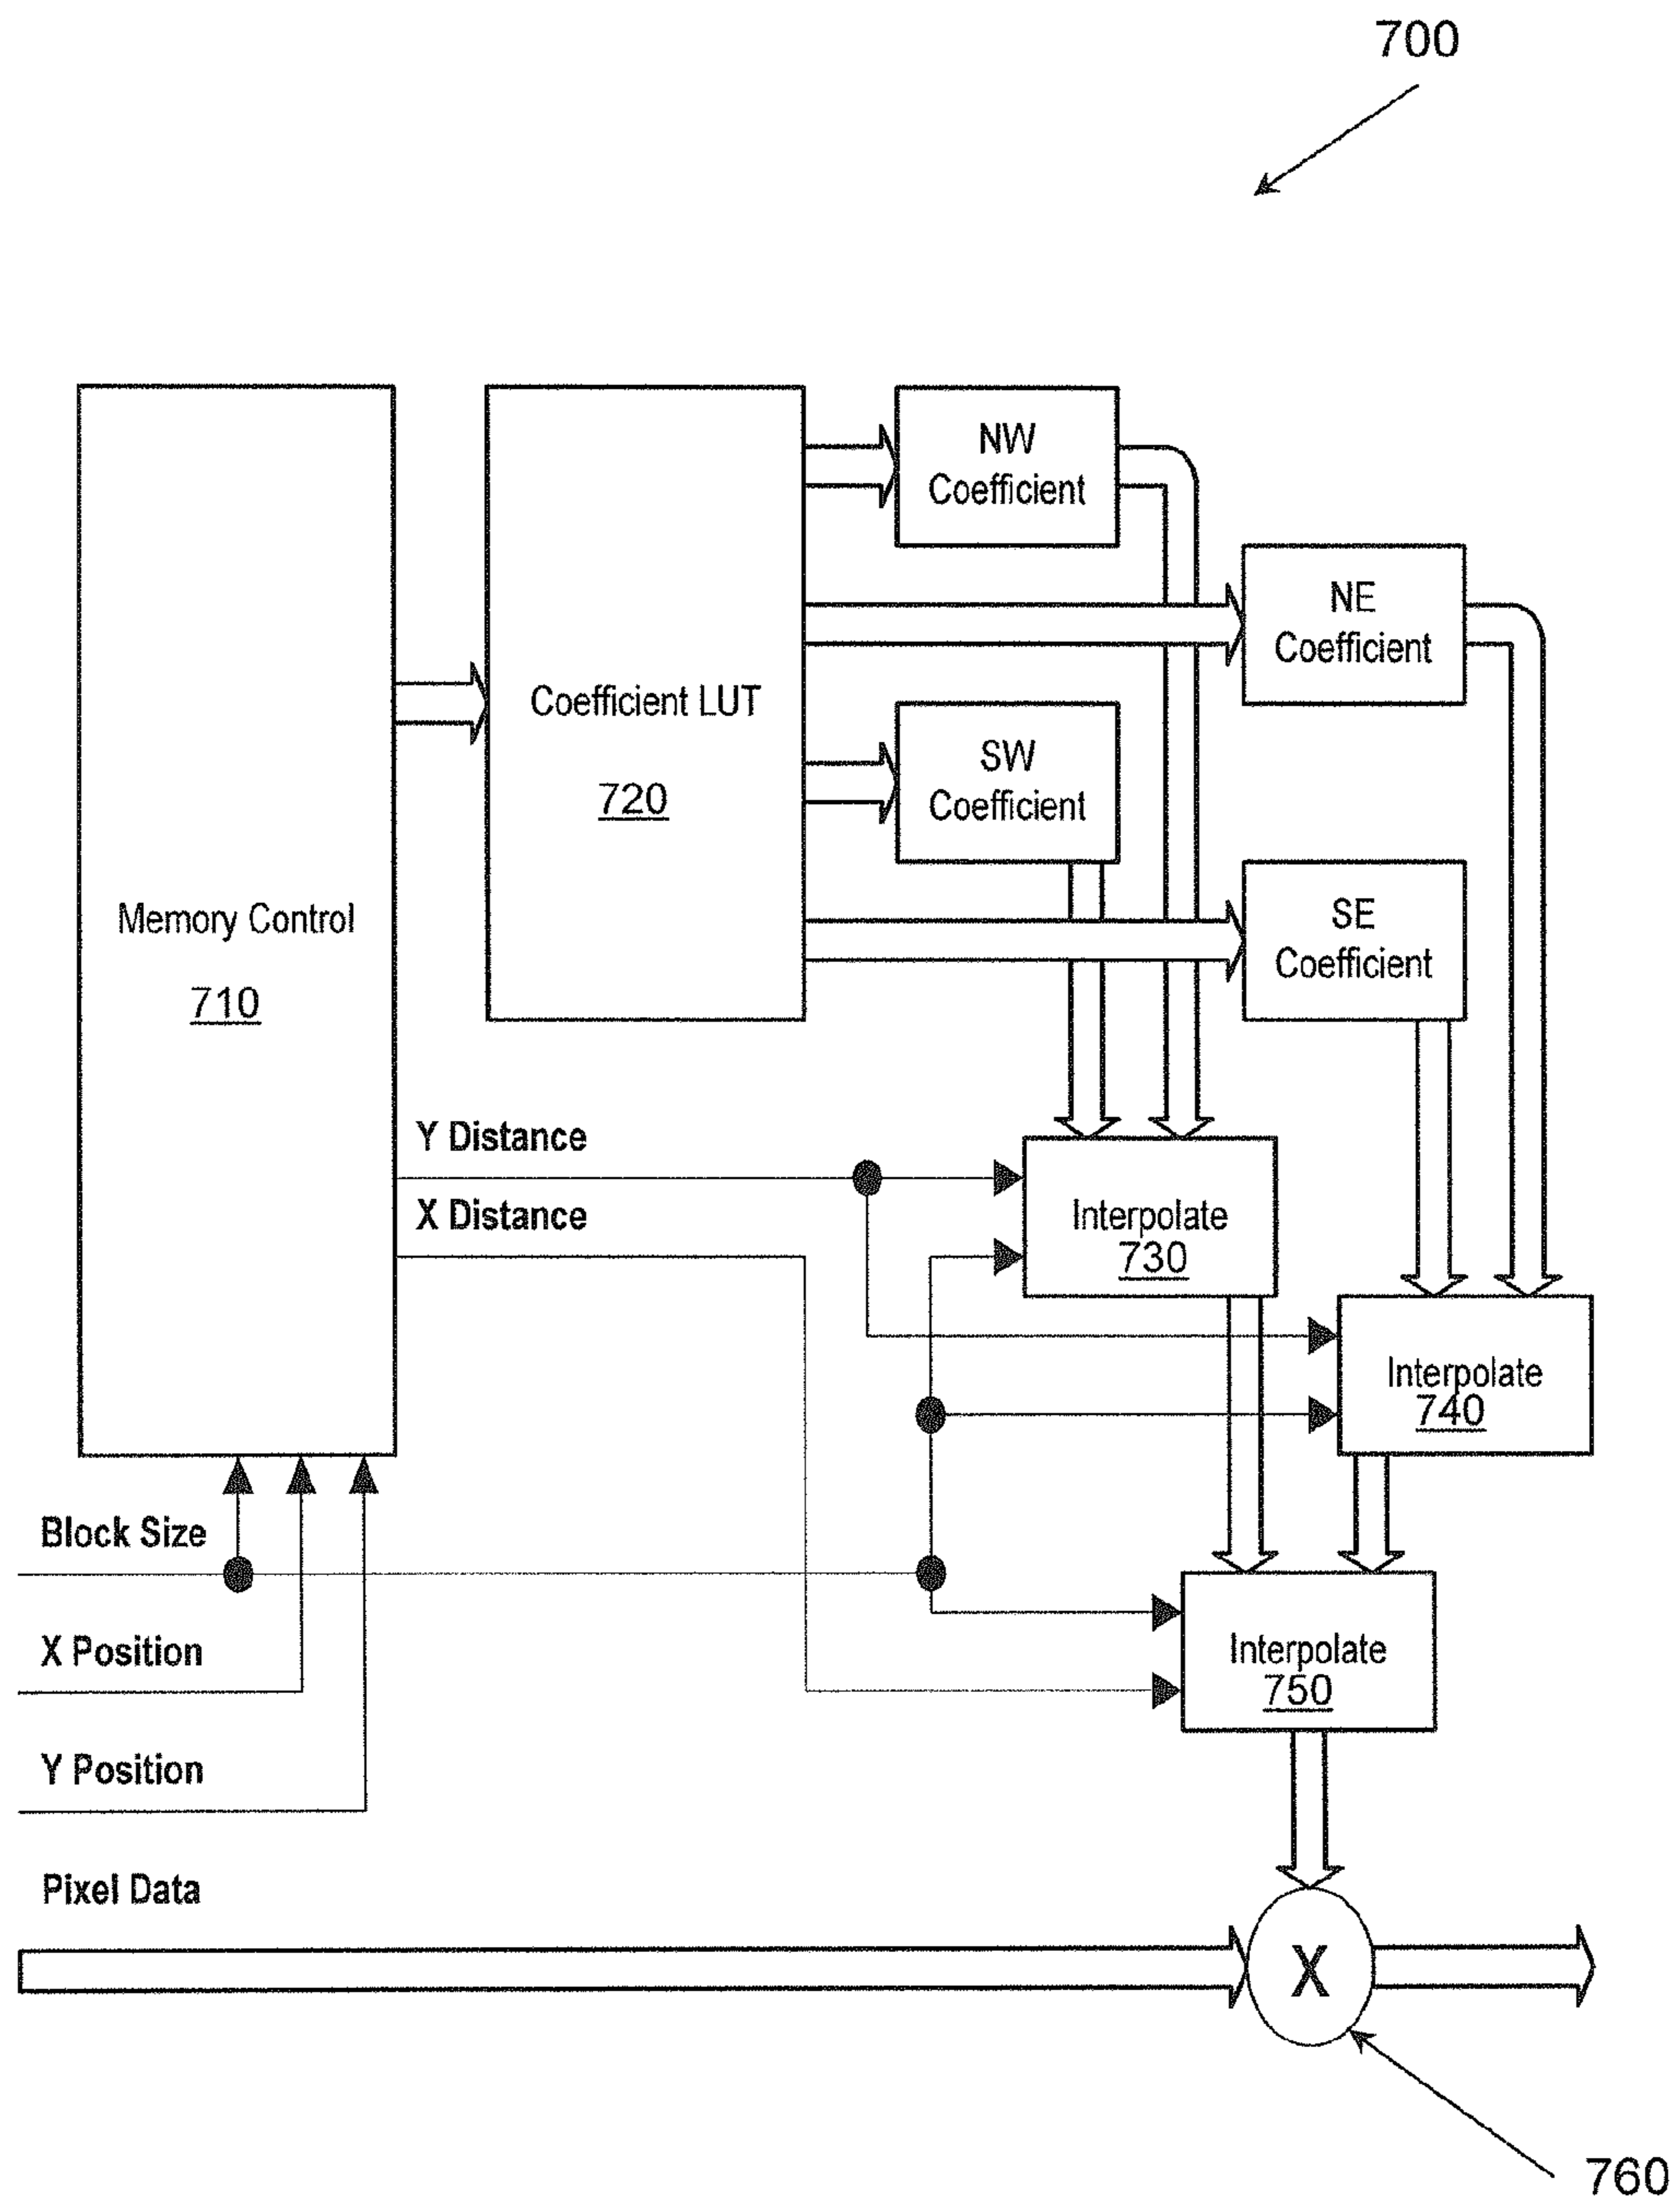 700
NW
Coefficient
NE
Coefficient
Coefficient LUT
720
SW
Coefficient
Memory Control
710
SE
Coefficient
Y Distance
X Distance
Interpolate
730
Interpolate
740
Block Size
X Position
Interpolate
750
Y Position
Pixel Data
X
760